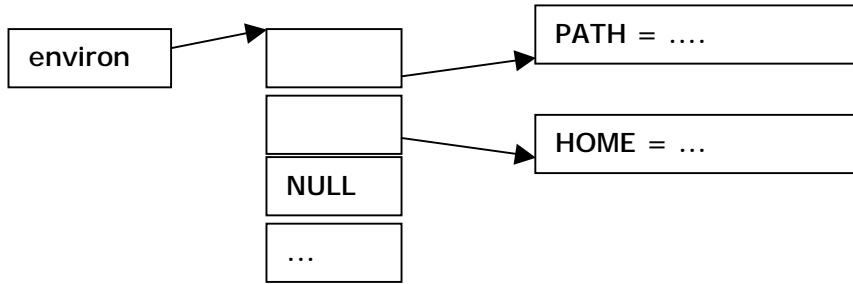 environ
PATH = ....
HOME = ...
NULL
...